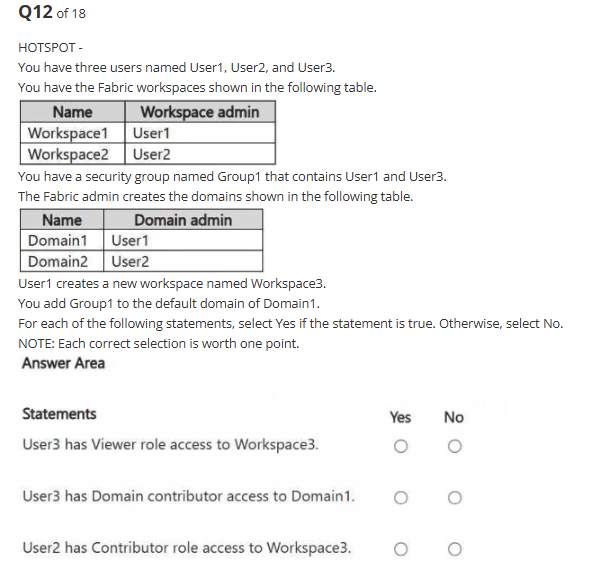 Q12 of 18
HOTSPOT -
You have three users named User1, User2, and User3.
You have the Fabric workspaces shown in the following table.
Name Workspace admin
Workspace1 User1
Workspace2 User2
You have a security group named Group1 that contains User1 and User3.
The Fabric admin creates the domains shown in the following table.
Name Domain admin
Domain1 User1
Domain2 User2
User1 creates a new workspace named Workspace3.
You add Group1 to the default domain of Domain1.
For each of the following statements, select Yes if the statement is true. Otherwise, select No.
NOTE: Each correct selection is worth one point.
Answer Area
Statements Yes No
User3 has Viewer role access to Workspace3.
User3 has Domain contributor access to Domain1.
User2 has Contributor role access to Workspace3.